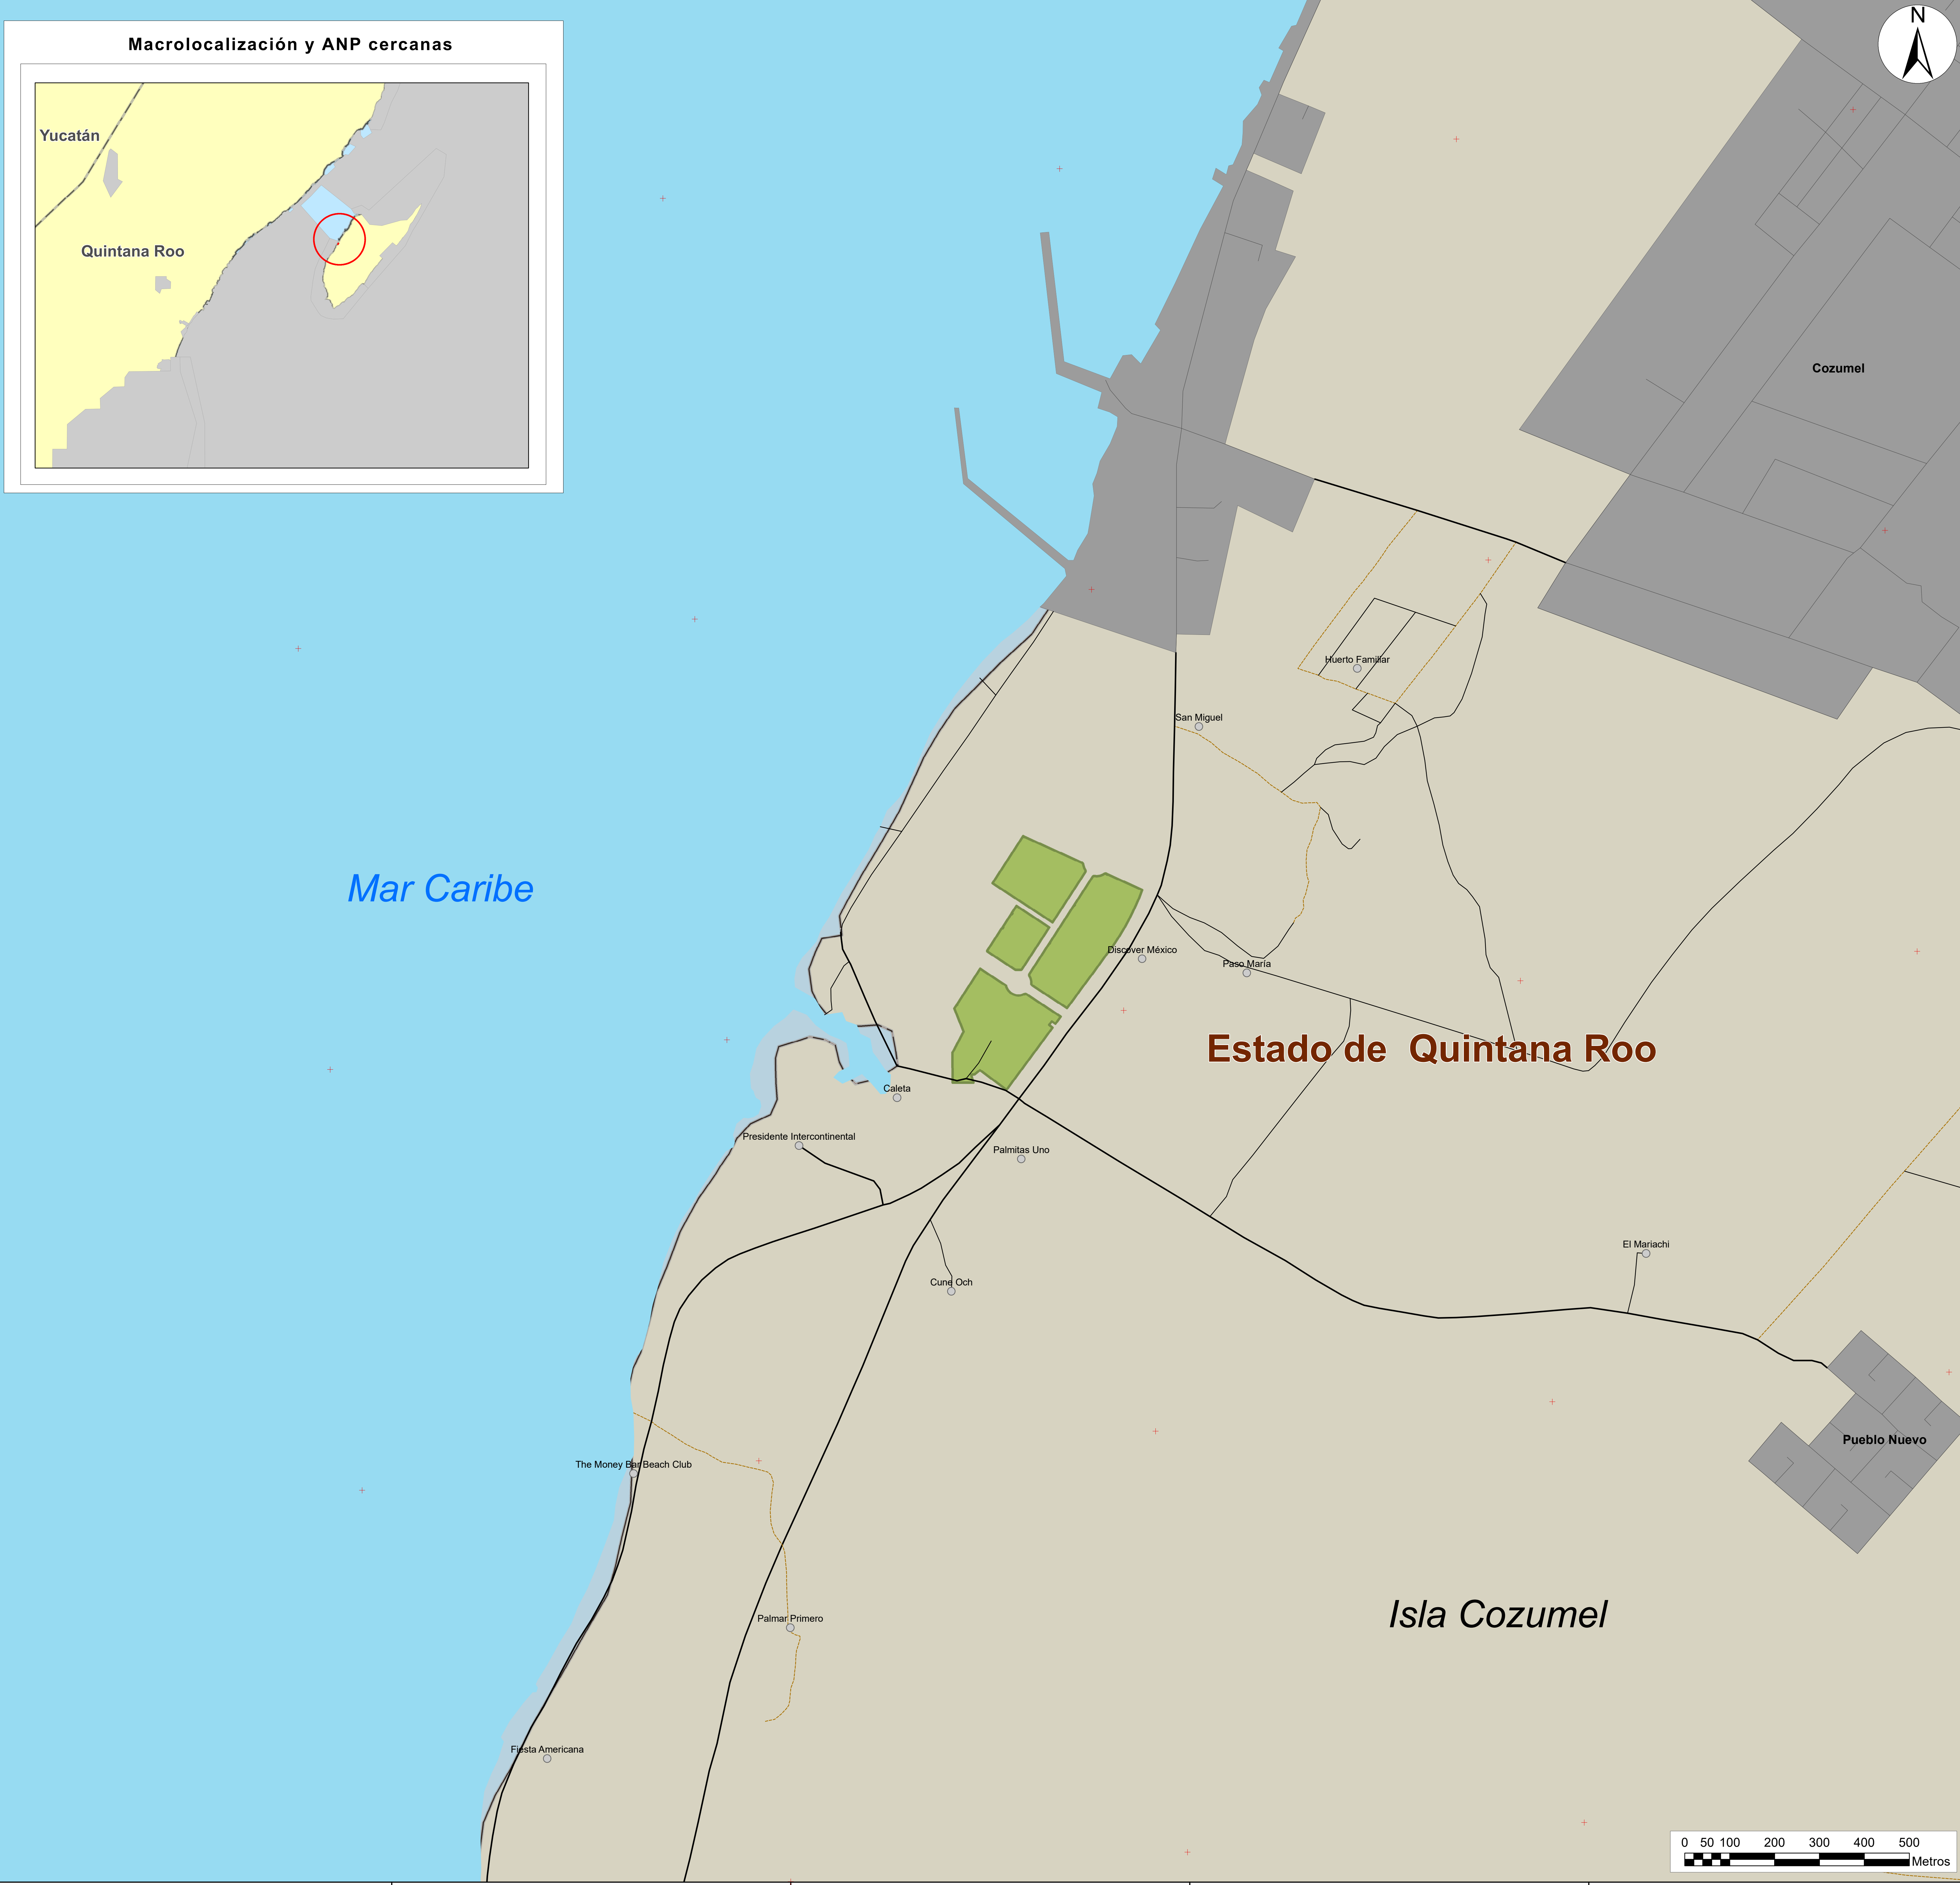 Macrolocalización y ANP cercanas
N
Yucatán
Quintana Roo
Cozumel
Huerto Familiar
San Miguel
Mar Caribe
Discover México
Paso María
Estado de Quintana Roo
Caleta
Presidente Intercontinental
Palmitas Uno
El Mariachi
Cune Och
Pueblo Nuevo
The Money Bar Beach Club
Isla Cozumel
Palmar Primero
Fiesta Americana
0 50 100 200 300 400 500
Metros